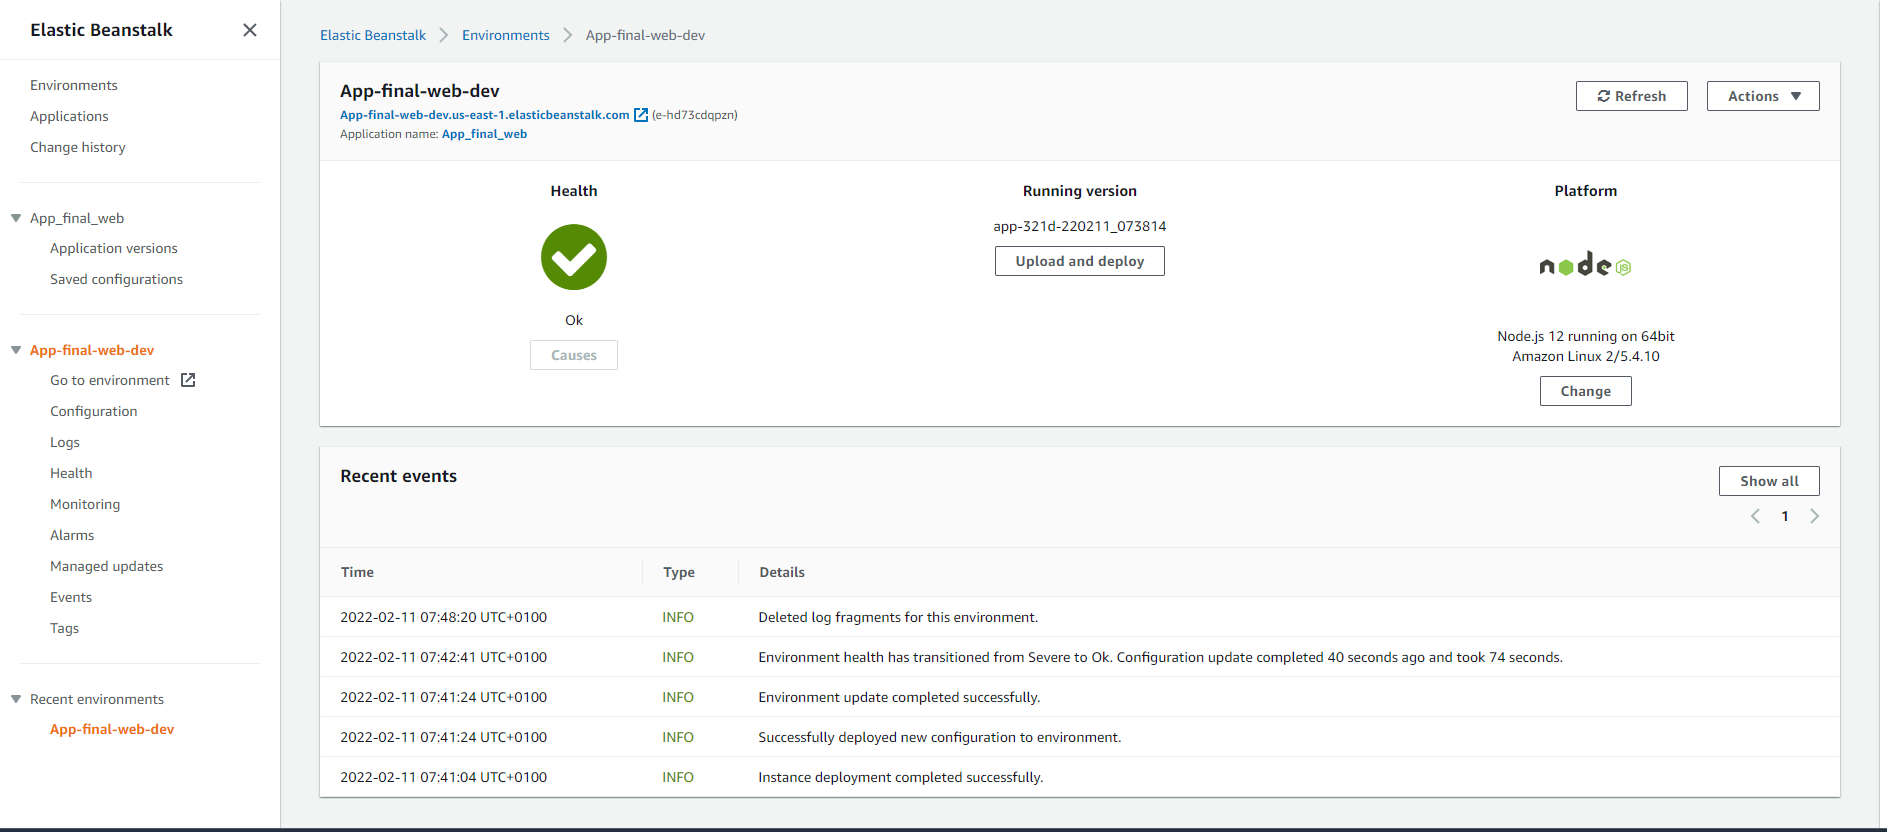 Elastic Beanstalk
Environments
Applications
Change history
App_final_web
Application versions
Saved configurations
App-final-web-dev
Go to environment
Configuration
Logs
Health
Monitoring
Alarms
Managed updates
Events
Tags
Recent environments
App-final-web-dev
Elastic Beanstalk > Environments > App-final-web-dev
App-final-web-dev
App-final-web-dev.us-east-1.elasticbeanstalk.com (e-hd73cdqpzn)
Application name: App_final_web
Refresh
Actions
Health
Ok
Causes
Running version
app-321d-220211_073814
Upload and deploy
Platform
node JS
Node.js 12 running on 64bit
Amazon Linux 2/5.4.10
Change
Recent events
Show all
1
Time Type Details
2022-02-11 07:48:20 UTC+0100 INFO Deleted log fragments for this environment.
2022-02-11 07:42:41 UTC+0100 INFO Environment health has transitioned from Severe to Ok. Configuration update completed 40 seconds ago and took 74 seconds.
2022-02-11 07:41:24 UTC+0100 INFO Environment update completed successfully.
2022-02-11 07:41:24 UTC+0100 INFO Successfully deployed new configuration to environment.
2022-02-11 07:41:04 UTC+0100 INFO Instance deployment completed successfully.